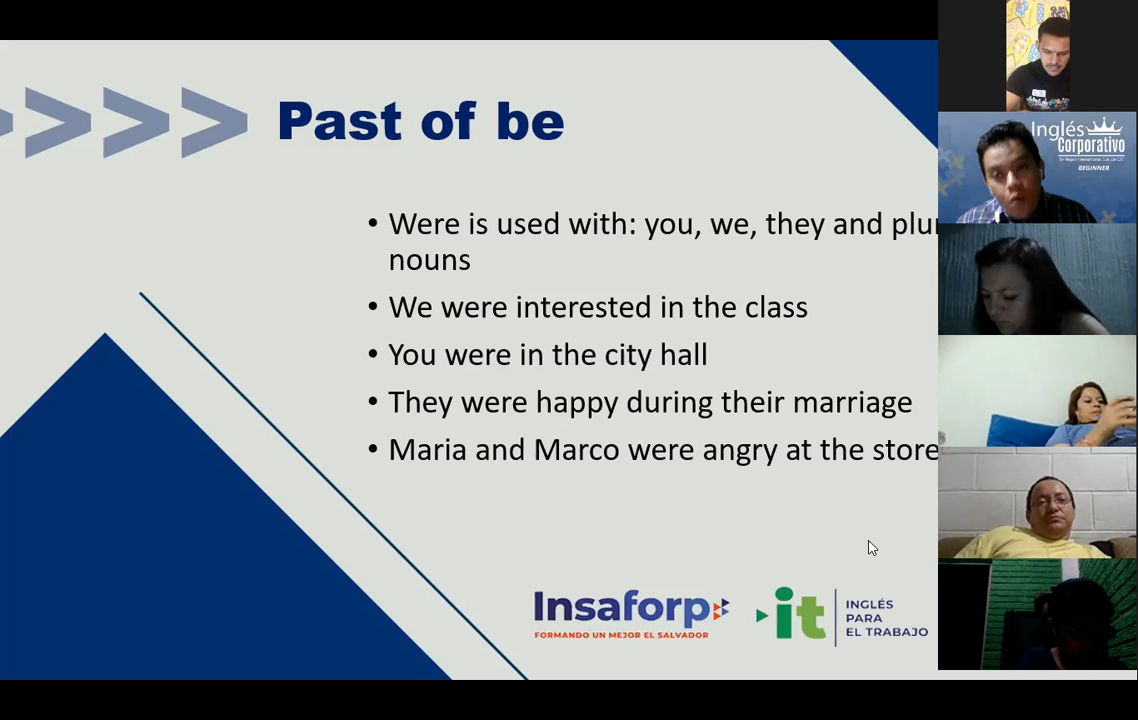 Past of be
• Were is used with: you, we, they and
nouns
• We were interested in the class
• You were in the city hall
• They were happy during their marriage
• Maria and Marco were angry at the store
Insaforp
FORMANDO UN MEJOR EL SALVADOR
it
INGLÉS
PARA
EL TRABAJO
Inglés
Corporativo
BEGINNER